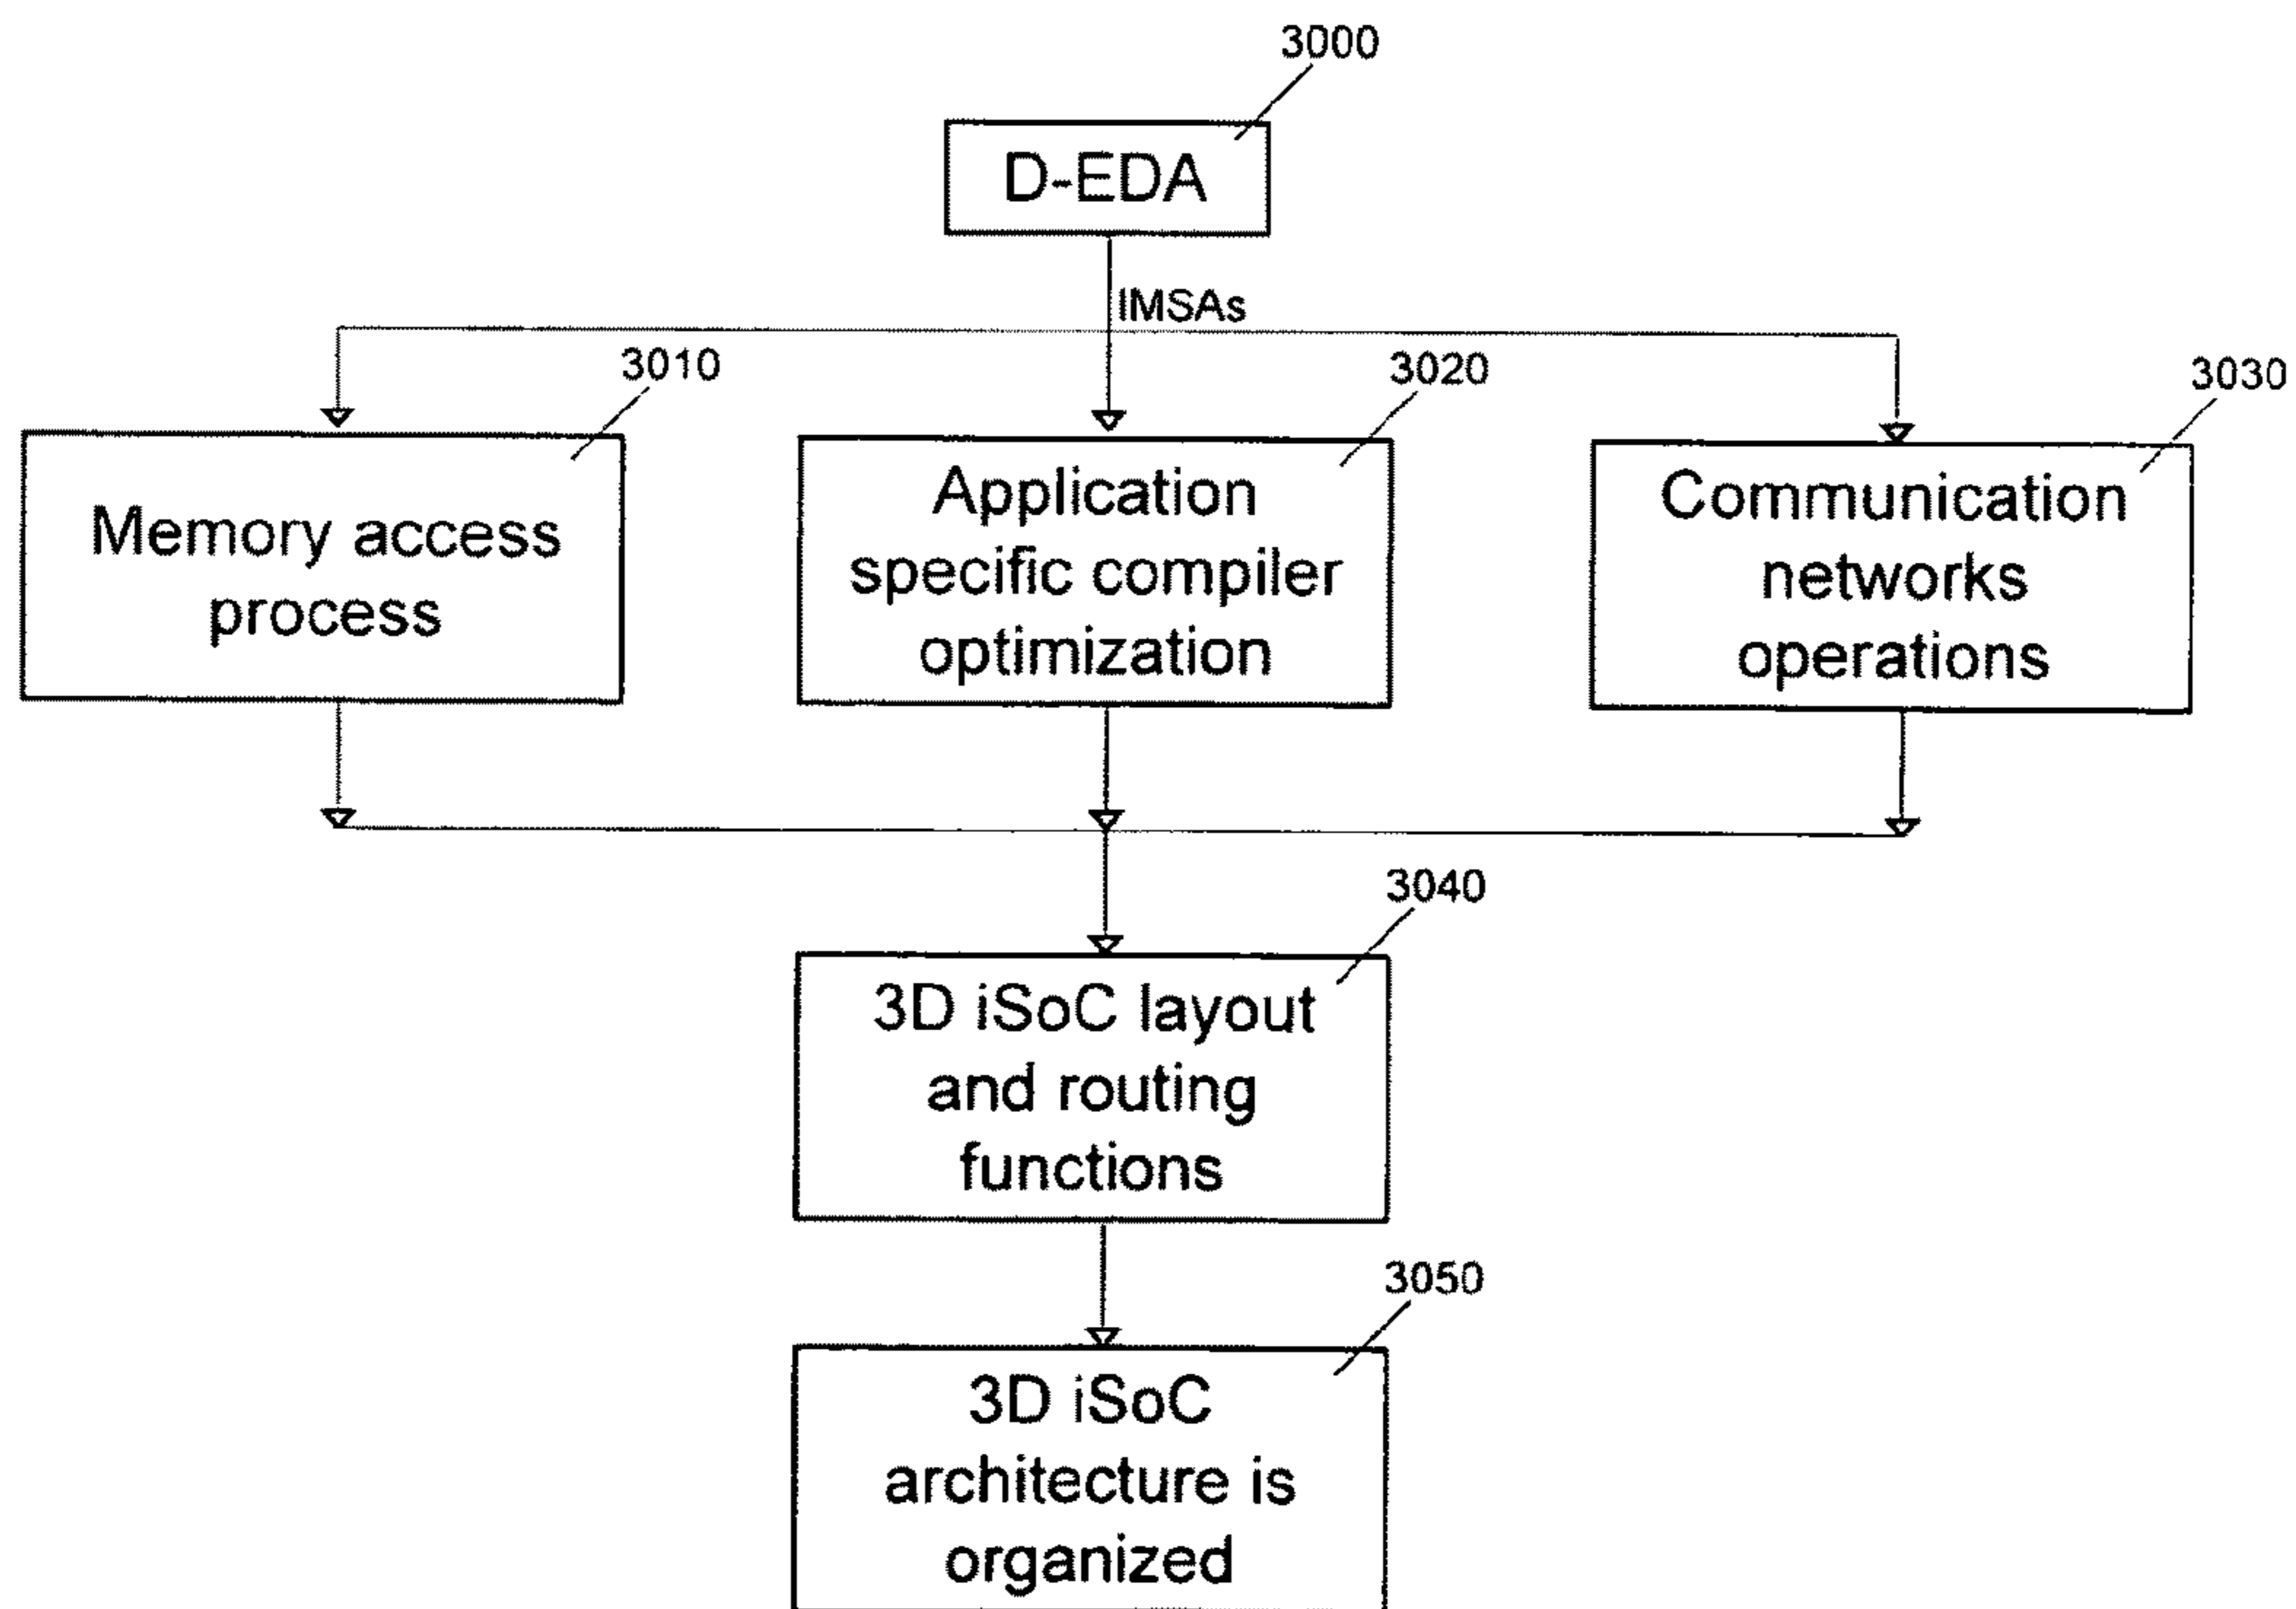 3000
D-EDA
IMSAs
3010
3020
3030
Memory access
process
Application
specific compiler
optimization
Communication
networks
operations
3040
3D iSoC layout
and routing
functions
3050
3D iSoC
architecture is
organized